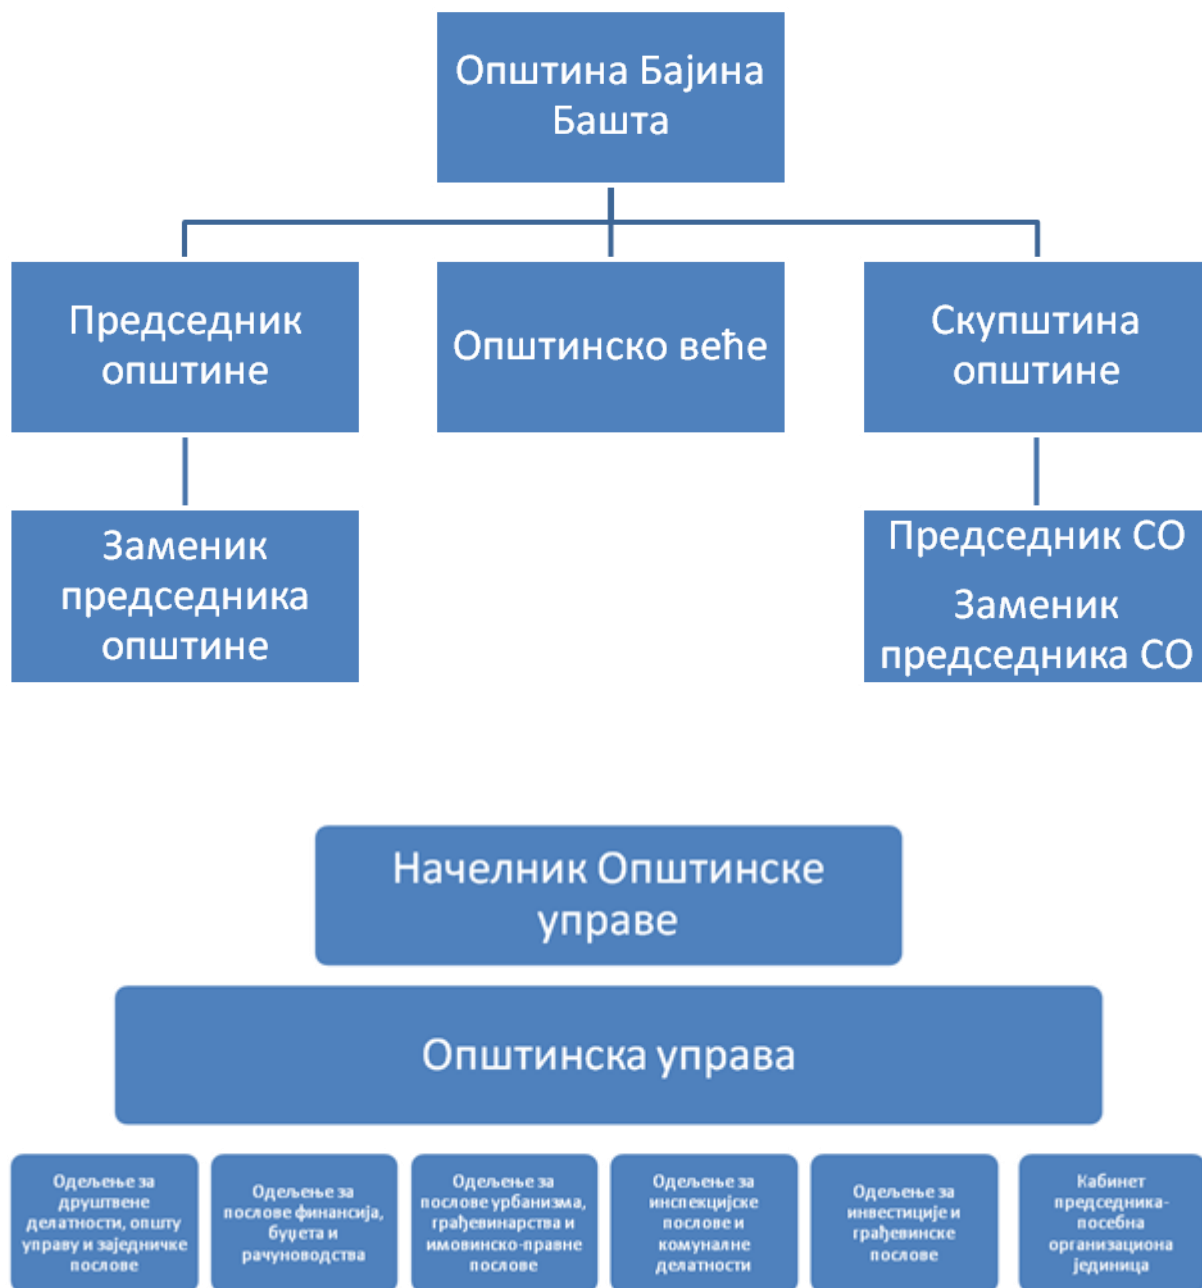 Општина Бајина
Башта
Председник
општине
Општинско веће
Скупштина
општине
Заменик
председника
општине
Председник СО
Заменик
председника СО
Начелник Општинске
управе
Општинска управа
Одељење за
друштвене
делатности, општу
управу и заједничке
послове
Одељење за
послове финансија,
буџета и
рачуноводства
Одељење за
послове урбанизма,
грађевинарства и
имовинско-правне
послове
Одељење за
инспекцијске
послове и
комуналне
делатности
Одељење за
инвестиције и
грађевинске
послове
Кабинет
председника-
посебна
организациона
јединица